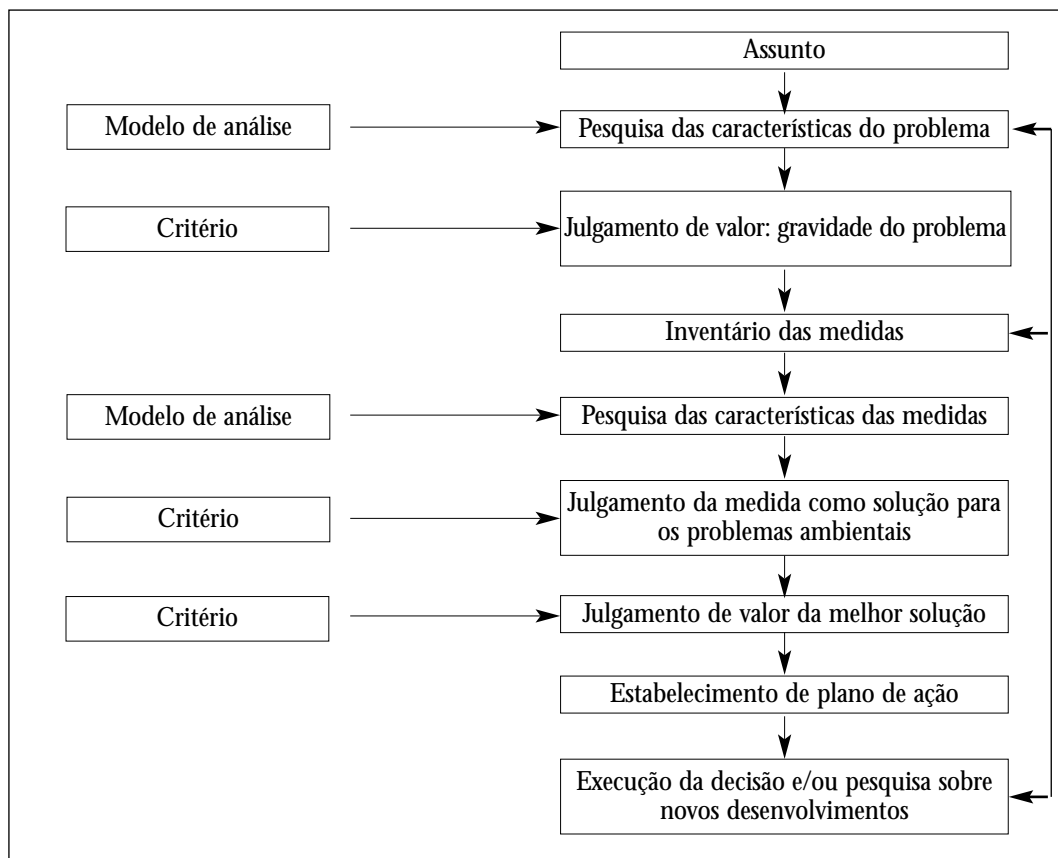 Assunto
Modelo de análise
Pesquisa das características do problema
Critério
Julgamento de valor: gravidade do problema
Inventário das medidas
Modelo de análise
Pesquisa das características das medidas
Critério
Julgamento da medida como solução para
os problemas ambientais
Critério
Julgamento de valor da melhor solução
Estabelecimento de plano de ação
Execução da decisão e/ou pesquisa sobre
novos desenvolvimentos